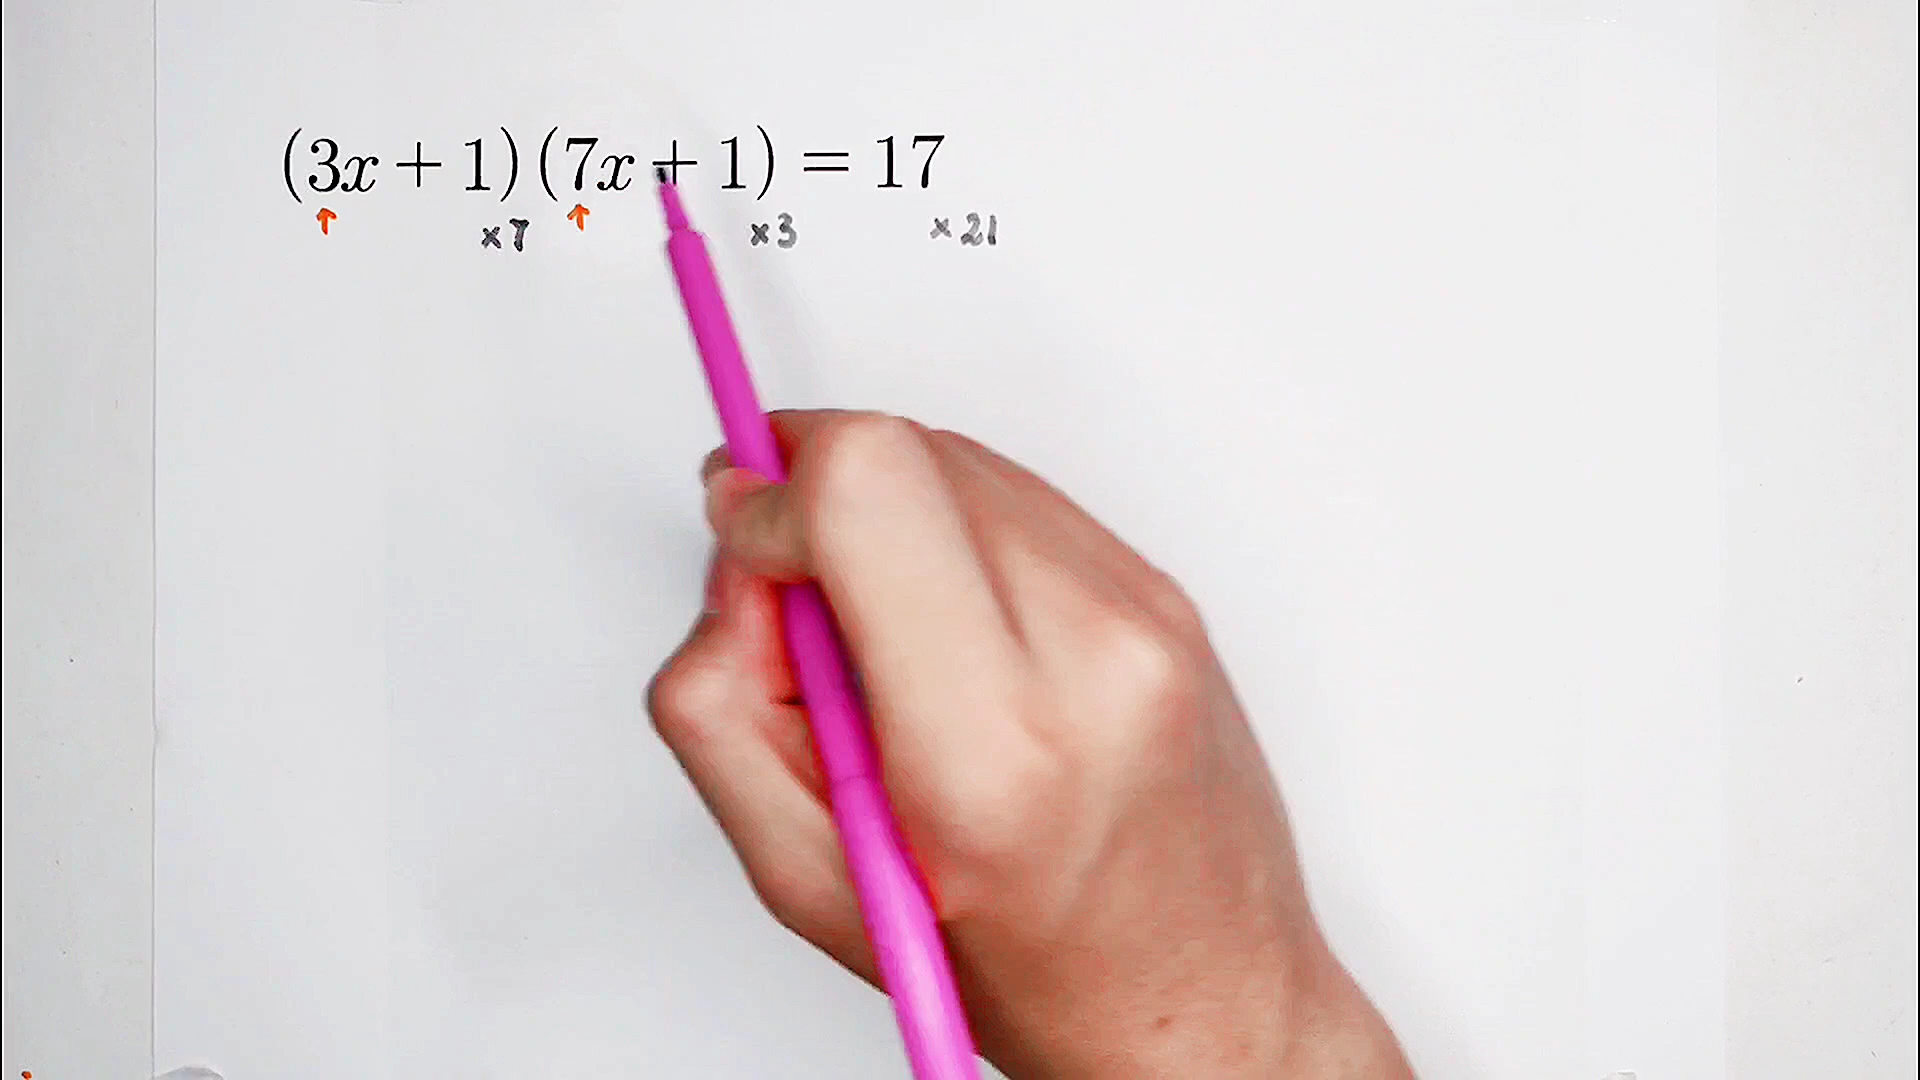 (3x + 1)(7x + 1) = 17
↑ ×7 ↑ ×3 ×21